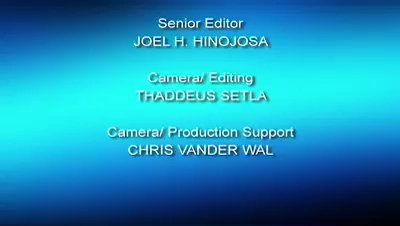 Senior Editor
JOEL H. HINOJOSA
Camera/ Editing
THADDEUS SETLA
Camera/ Production Support
CHRIS VANDER WAL